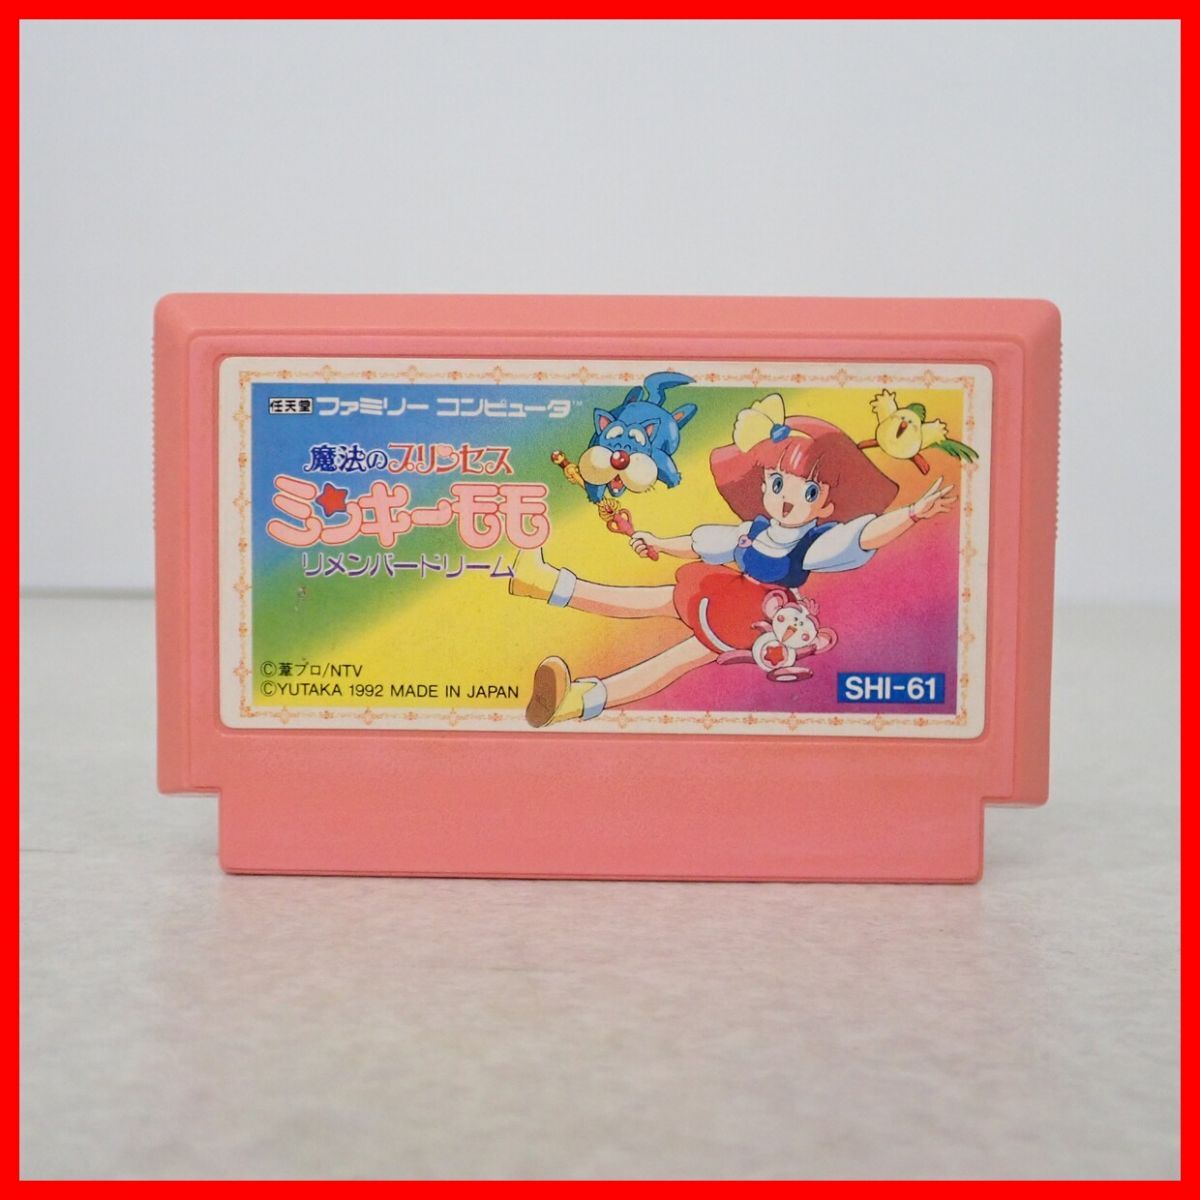 任天堂 ファミリー コンピュータ™
魔法のプリンセス
ミンキーモモ
リメンバードリーム
©葦プロ/NTV
©YUTAKA 1992 MADE IN JAPAN
SHI-61